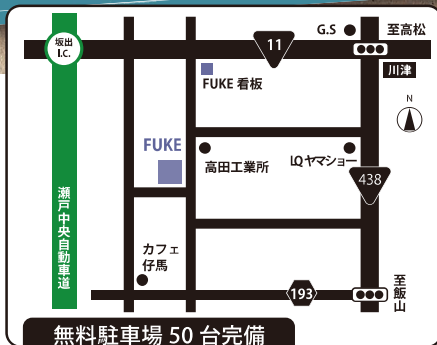 坂出
I.C.
G.S
至高松
11
川津
FUKE 看板
N
FUKE
高田工業所
LQヤマショー
438
瀬戸中央自動車道
カフェ
仔馬
193
至飯山
無料駐車場 50 台完備